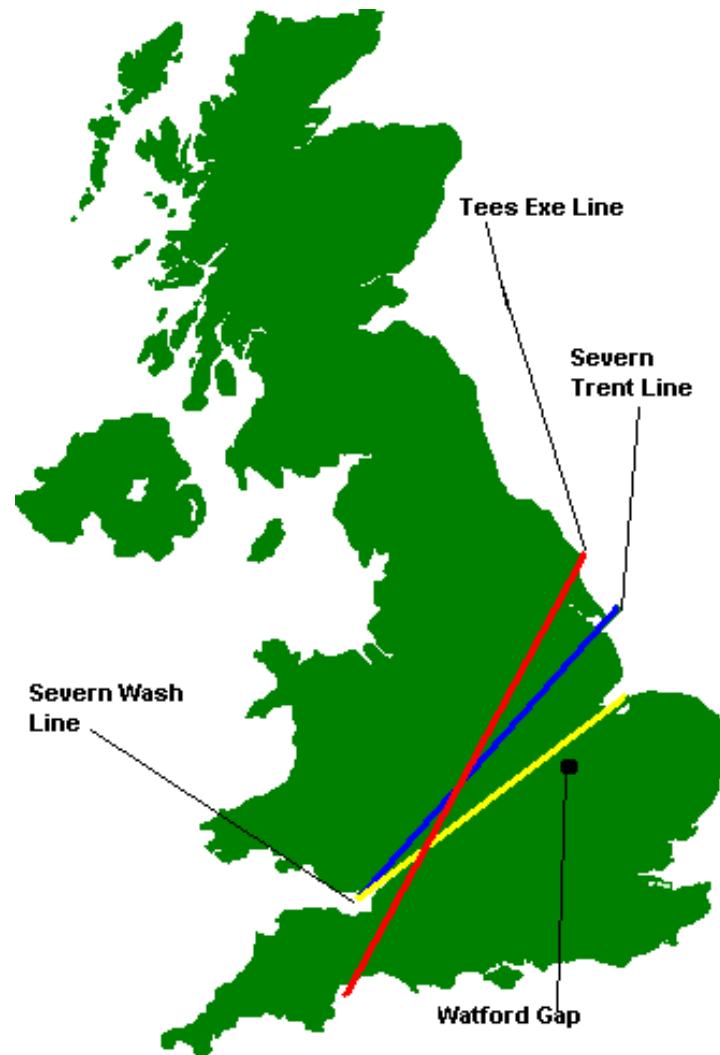 Tees Exe Line
Severn
Trent Line
Severn Wash
Line
Watford Gap